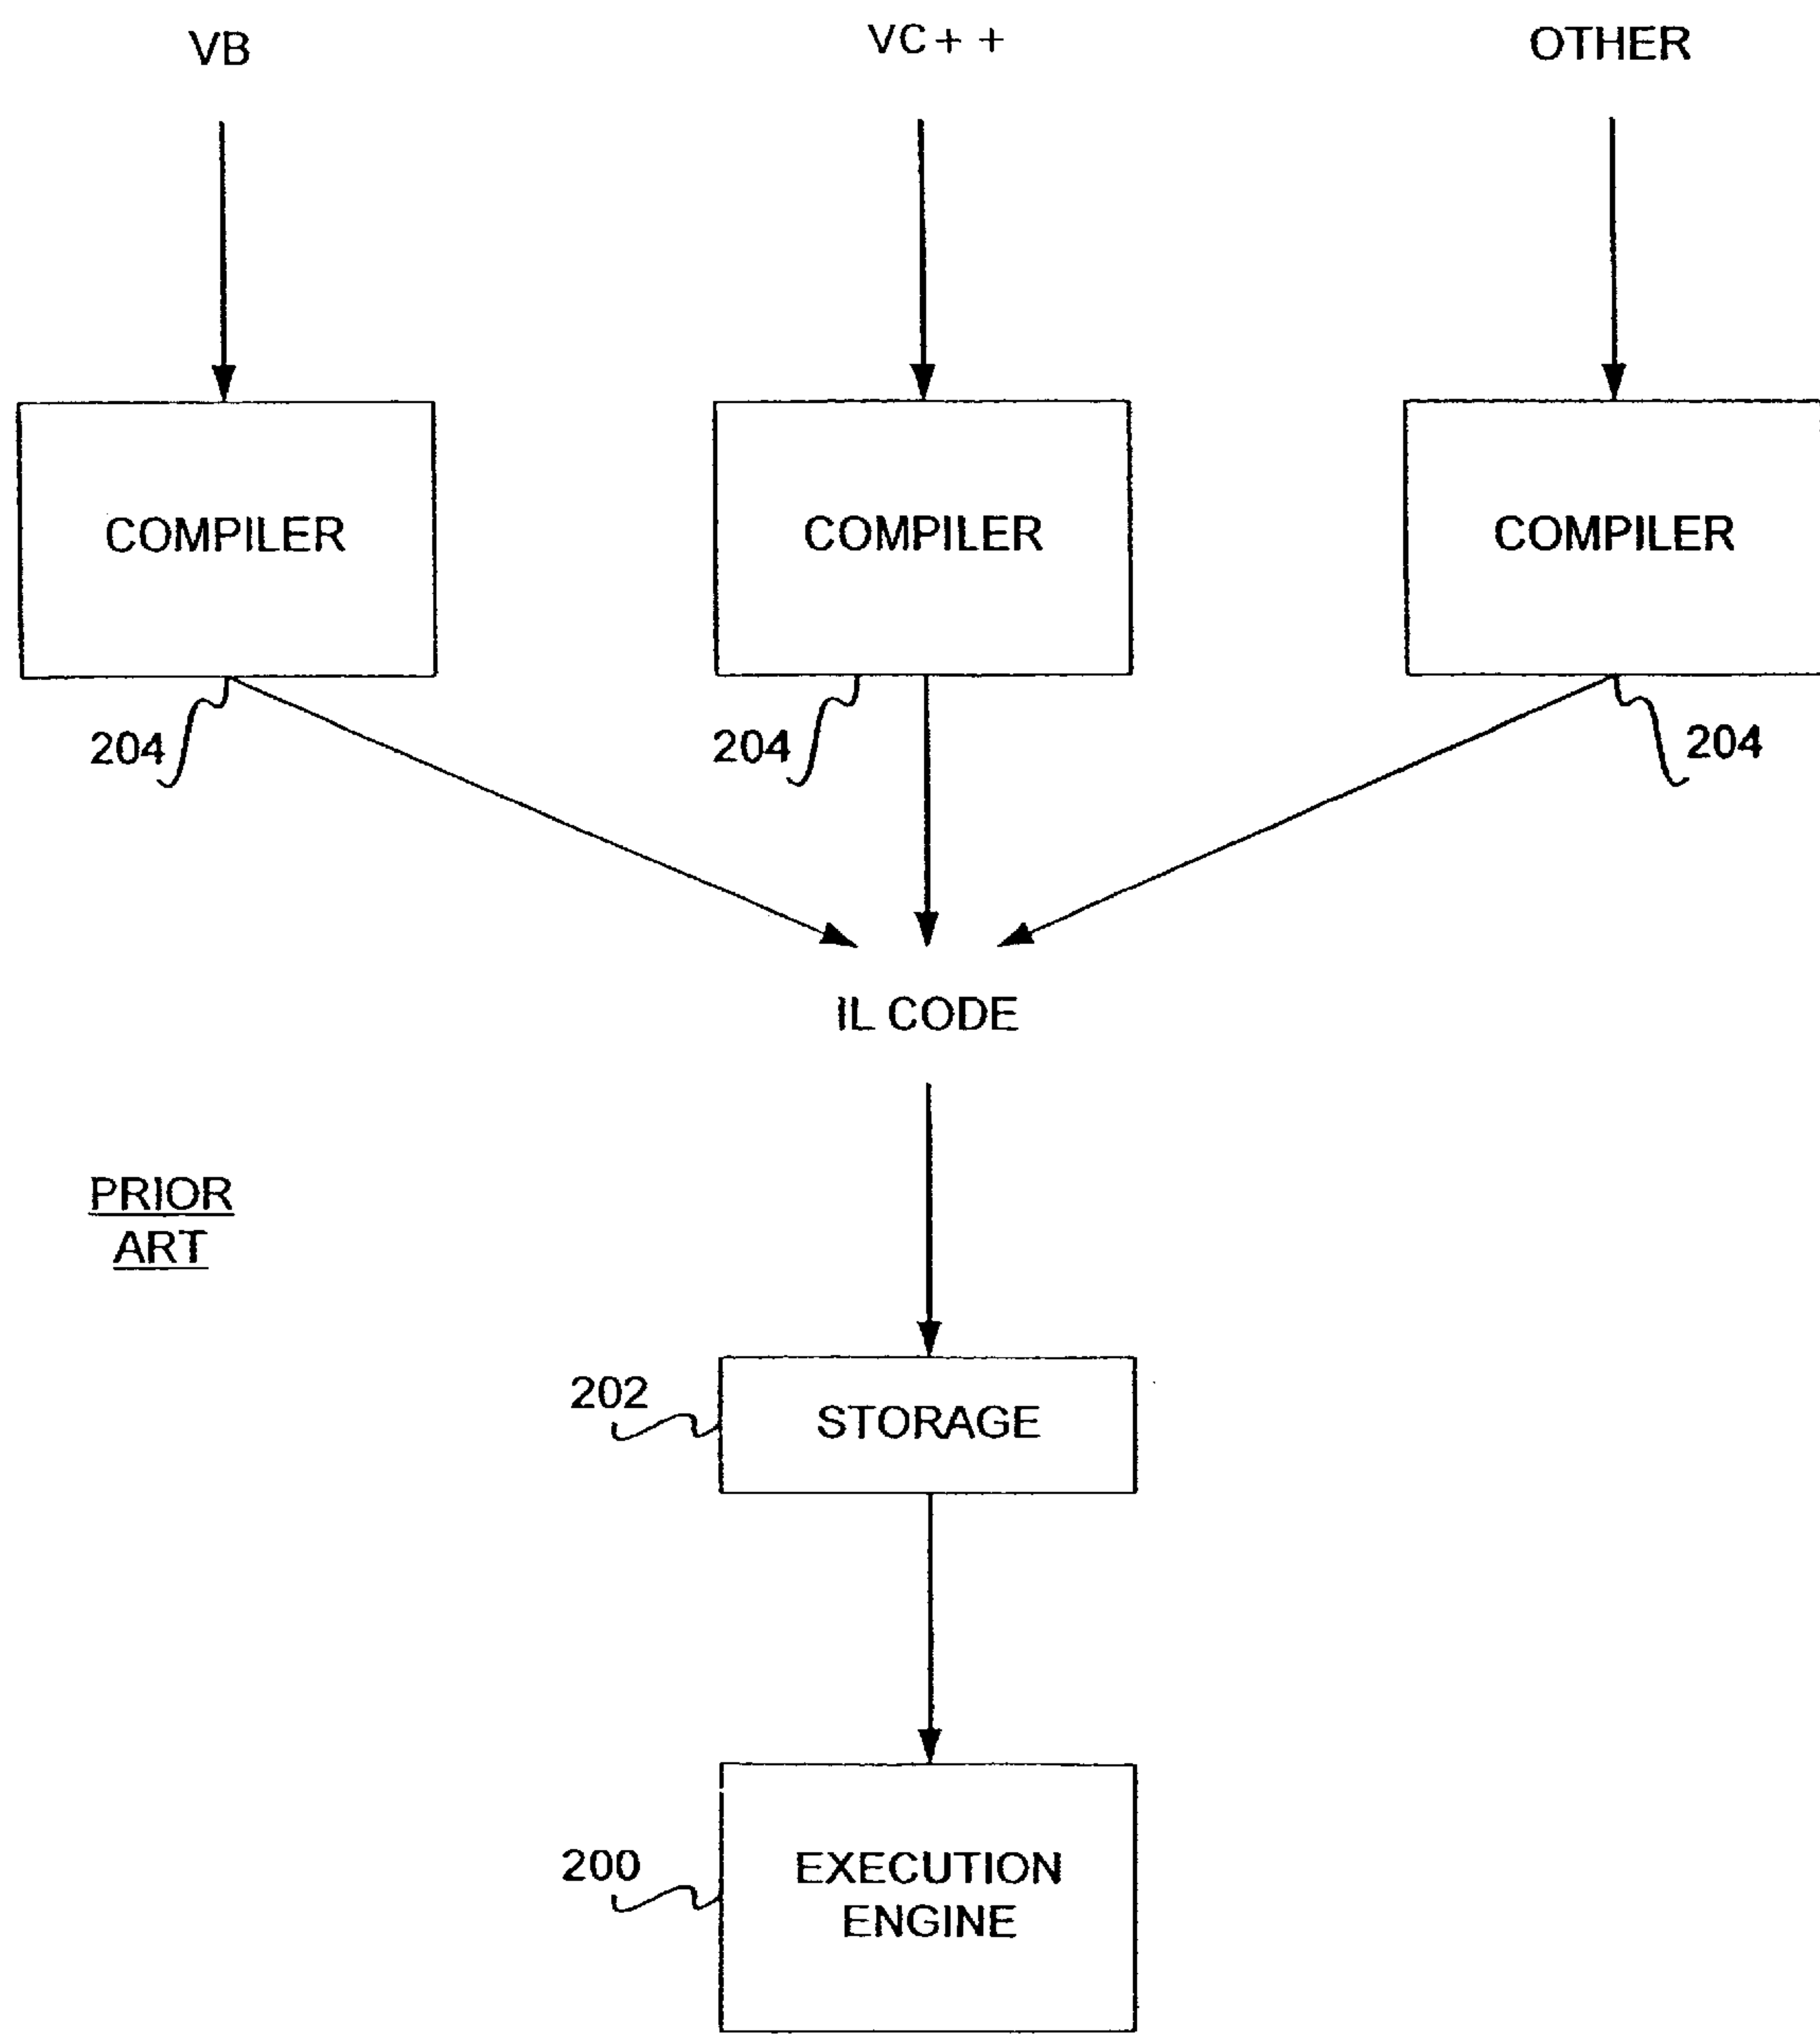 VB
VC++
OTHER
COMPILER
COMPILER
COMPILER
204
204
204
IL CODE
PRIOR
ART
202
STORAGE
200
EXECUTION
ENGINE